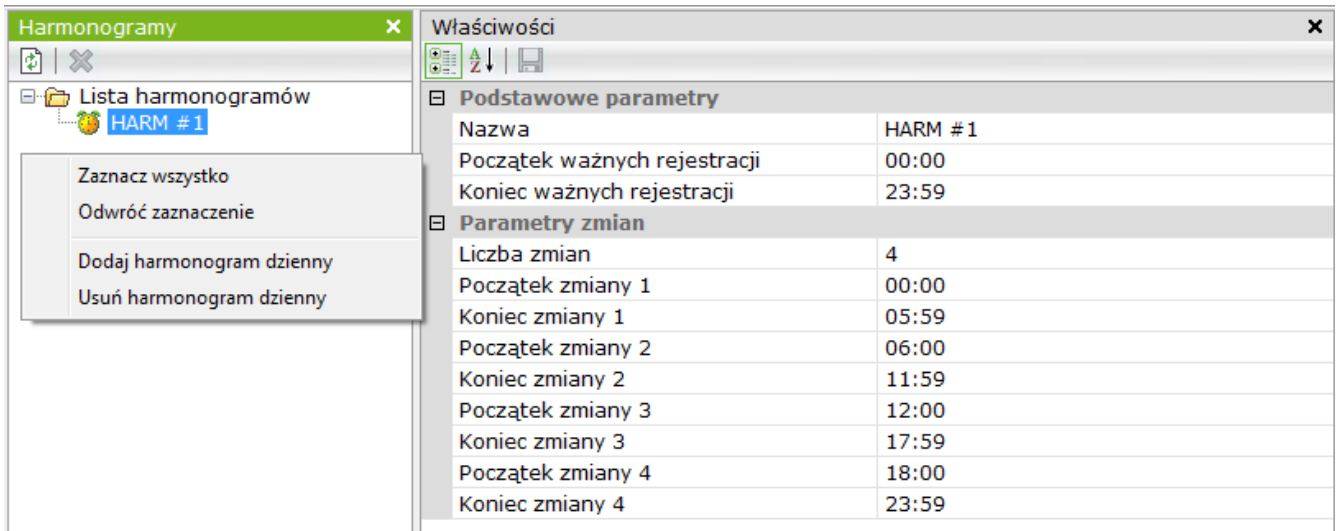 Harmonogramy
Lista harmonogramów
HARM #1
Zaznacz wszystko
Odwróć zaznaczenie
Dodaj harmonogram dzienny
Usuń harmonogram dzienny
Właściwości
Podstawowe parametry
Nazwa HARM #1
Początek ważnych rejestracji 00:00
Koniec ważnych rejestracji 23:59
Parametry zmian
Liczba zmian 4
Początek zmiany 1 00:00
Koniec zmiany 1 05:59
Początek zmiany 2 06:00
Koniec zmiany 2 11:59
Początek zmiany 3 12:00
Koniec zmiany 3 17:59
Początek zmiany 4 18:00
Koniec zmiany 4 23:59